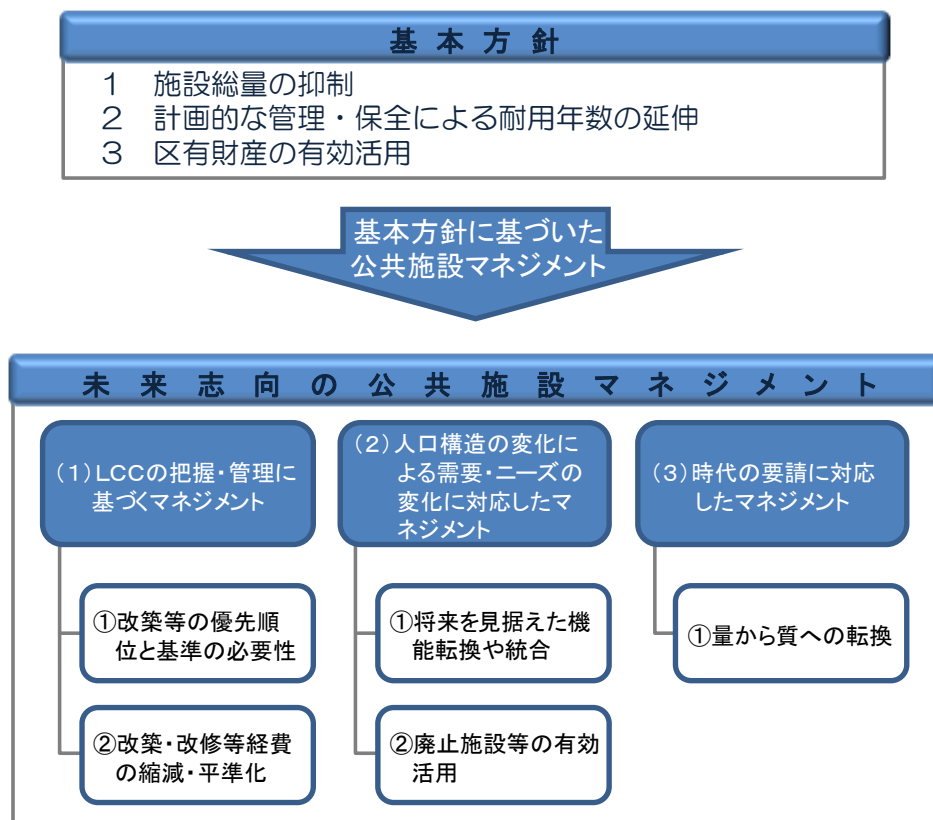 基本方針
1 施設総量の抑制
2 計画的な管理・保全による耐用年数の延伸
3 区有財産の有効活用
基本方針に基づいた
公共施設マネジメント
未来志向の公共施設マネジメント
(1)LCCの把握・管理に
基づくマネジメント
①改築等の優先順
位と基準の必要性
②改築・改修等経費
の縮減・平準化
(2)人口構造の変化に
よる需要・ニーズの
変化に対応したマ
ネジメント
①将来を見据えた機
能転換や統合
②廃止施設等の有効
活用
(3)時代の要請に対応
したマネジメント
①量から質への転換